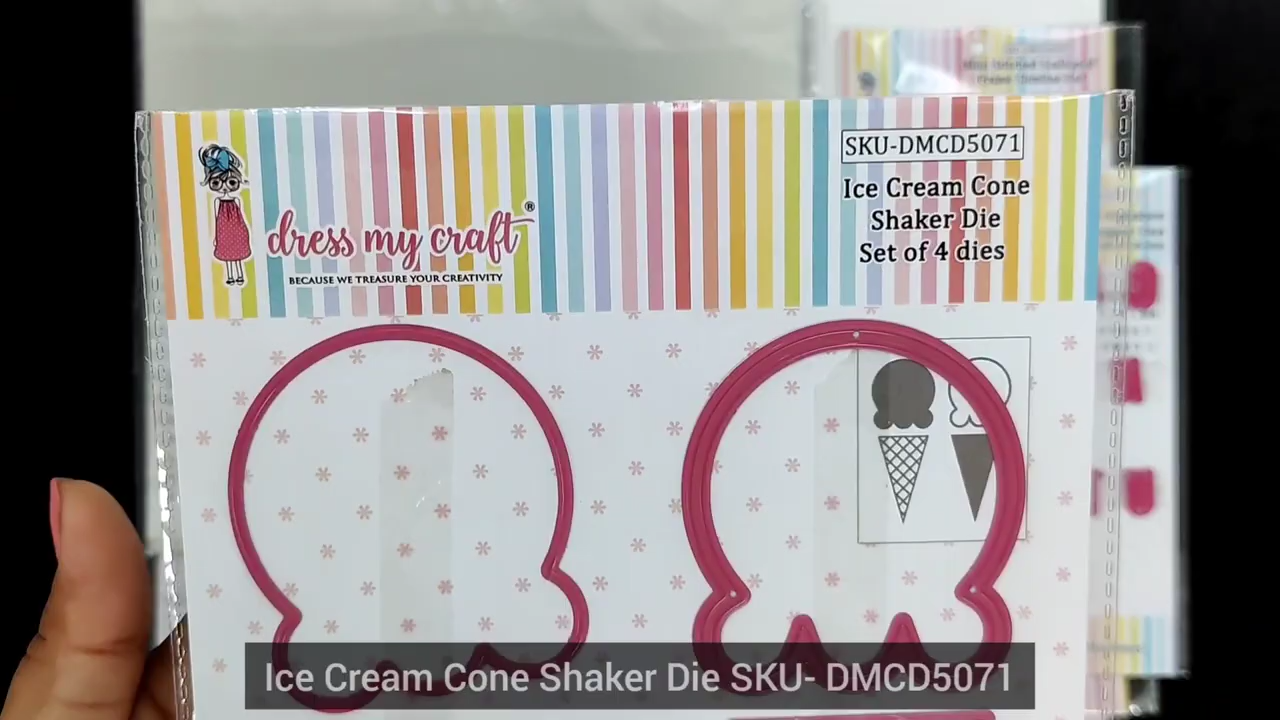 SKU-DMCD5071
Ice Cream Cone
Shaker Die
Set of 4 dies
dress my craft®
BECAUSE WE TREASURE YOUR CREATIVITY
Ice Cream Cone Shaker Die SKU- DMCD5071